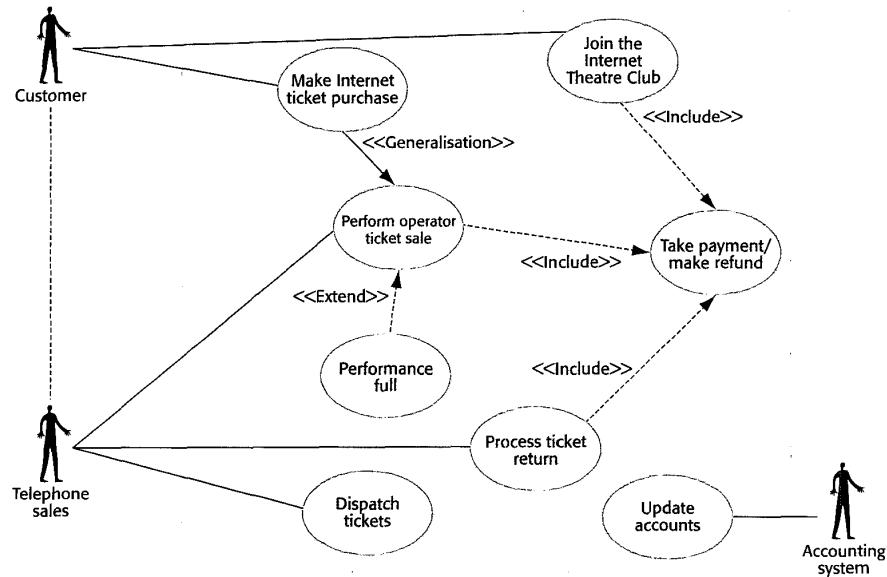 Customer
Make Internet
ticket purchase
Join the
Internet
Theatre Club
<<Include>>
<<Generalisation>>
Perform operator
ticket sale
<<Include>>
Take payment/
make refund
<<Extend>>
Performance
full
<<Include>>
Process ticket
return
Telephone
sales
Dispatch
tickets
Update
accounts
Accounting
system